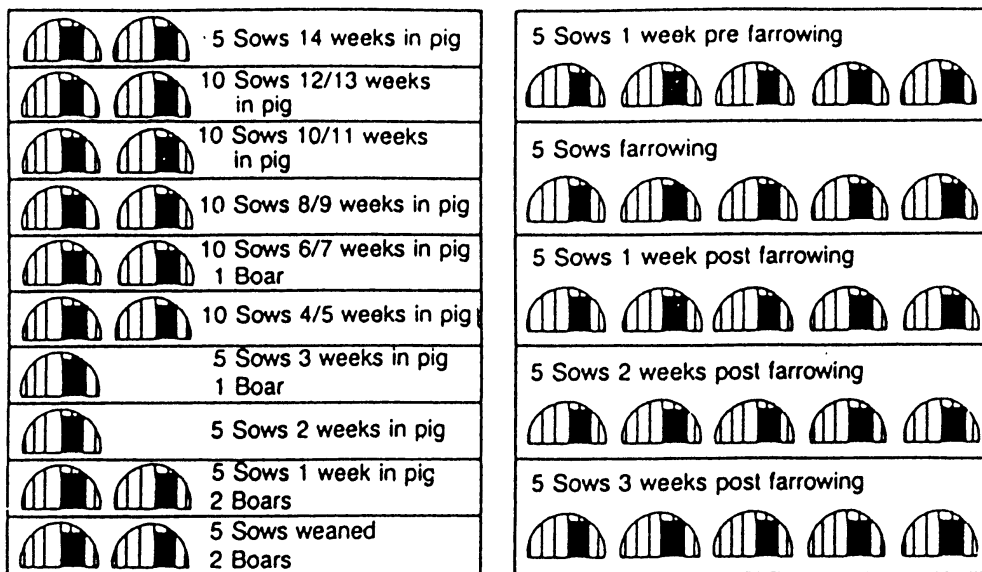 5 Sows 14 weeks in pig
10 Sows 12/13 weeks
in pig
10 Sows 10/11 weeks
in pig
10 Sows 8/9 weeks in pig
10 Sows 6/7 weeks in pig
1 Boar
10 Sows 4/5 weeks in pig
5 Sows 3 weeks in pig
1 Boar
5 Sows 2 weeks in pig
5 Sows 1 week in pig
2 Boars
5 Sows weaned
2 Boars
5 Sows 1 week pre farrowing
5 Sows farrowing
5 Sows 1 week post farrowing
5 Sows 2 weeks post farrowing
5 Sows 3 weeks post farrowing